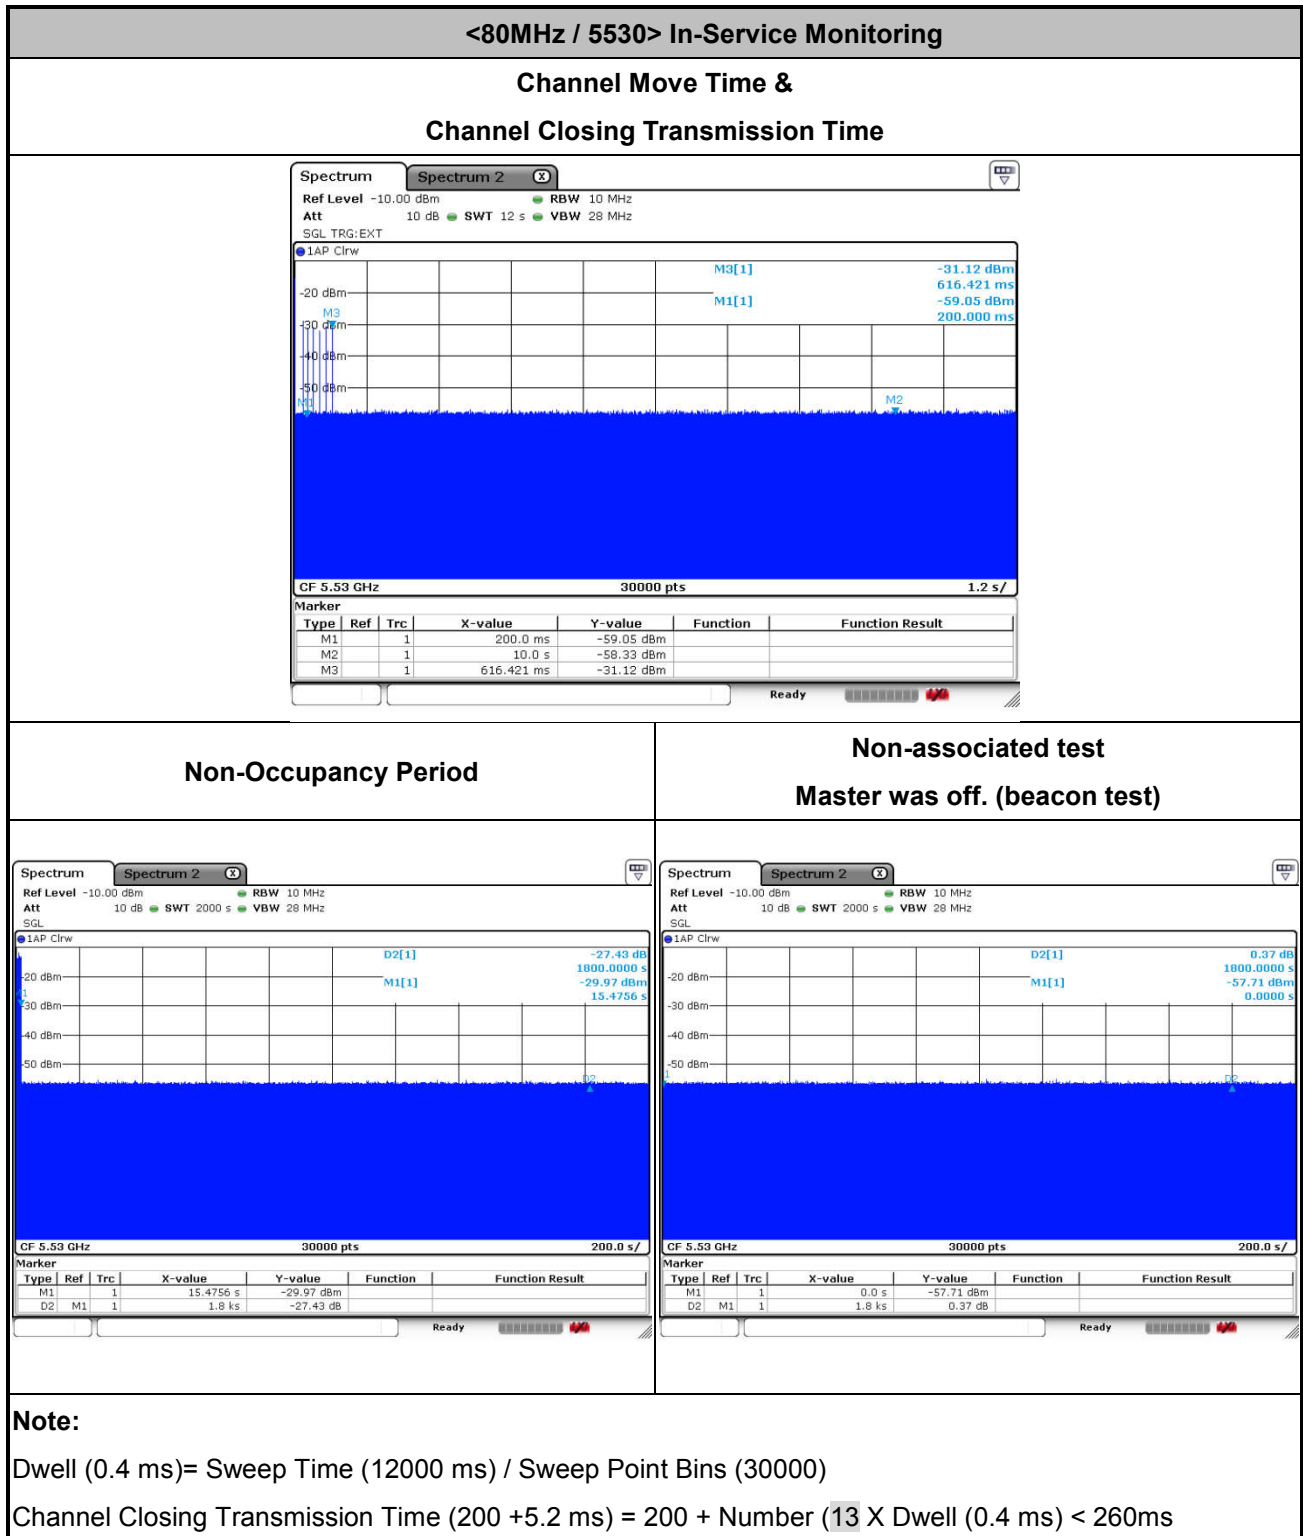 <80MHz / 5530> In-Service Monitoring
Channel Move Time &
Channel Closing Transmission Time
Spectrum Spectrum 2 X
Ref Level -10.00 dBm RBW 10 MHz
Att 10 dB SWT 12 s VBW 28 MHz
SGL TRG:EXT
1AP Clrw
M3[1] -31.12 dBm
616.421 ms
M1[1] -59.05 dBm
200.000 ms
-20 dBm
M3
-30 dBm
-40 dBm
-50 dBm
M1
M2
CF 5.53 GHz 30000 pts 1.2 s/
Marker
Type Ref Trc X-value Y-value Function Function Result
M1 1 200.0 ms -59.05 dBm
M2 1 10.0 s -58.33 dBm
M3 1 616.421 ms -31.12 dBm
Ready
Non-Occupancy Period
Non-associated test
Master was off. (beacon test)
Spectrum Spectrum 2 X
Ref Level -10.00 dBm RBW 10 MHz
Att 10 dB SWT 2000 s VBW 28 MHz
SGL
1AP Clrw
D2[1] -27.43 dB
1800.0000 s
M1[1] -29.97 dBm
15.4756 s
-20 dBm
-30 dBm
-40 dBm
-50 dBm
D2
CF 5.53 GHz 30000 pts 200.0 s/
Marker
Type Ref Trc X-value Y-value Function Function Result
M1 1 15.4756 s -29.97 dBm
D2 M1 1 1.8 ks -27.43 dB
Ready
Spectrum Spectrum 2 X
Ref Level -10.00 dBm RBW 10 MHz
Att 10 dB SWT 2000 s VBW 28 MHz
SGL
1AP Clrw
D2[1] 0.37 dB
1800.0000 s
M1[1] -57.71 dBm
0.0000 s
-20 dBm
-30 dBm
-40 dBm
-50 dBm
D2
CF 5.53 GHz 30000 pts 200.0 s/
Marker
Type Ref Trc X-value Y-value Function Function Result
M1 1 0.0 s -57.71 dBm
D2 M1 1 1.8 ks 0.37 dB
Ready
Note:
Dwell (0.4 ms)= Sweep Time (12000 ms) / Sweep Point Bins (30000)
Channel Closing Transmission Time (200 +5.2 ms) = 200 + Number (13 X Dwell (0.4 ms) < 260ms